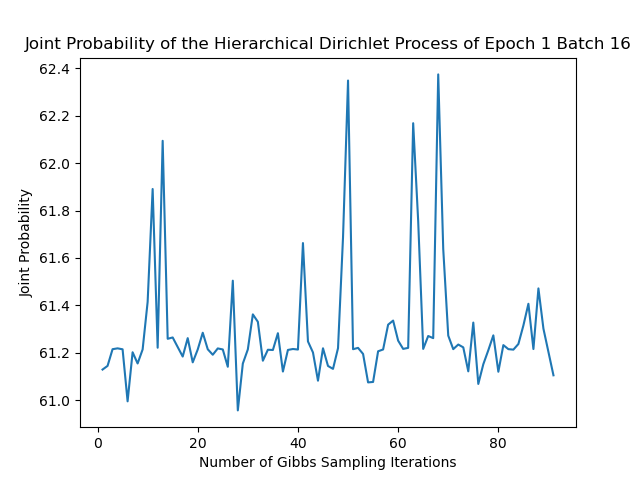 Joint Probability of the Hierarchical Dirichlet Process of Epoch 1 Batch 16
62.4
62.2
62.0
61.8
61.6
61.4
61.2
61.0
Joint Probability
0 20 40 60 80
Number of Gibbs Sampling Iterations